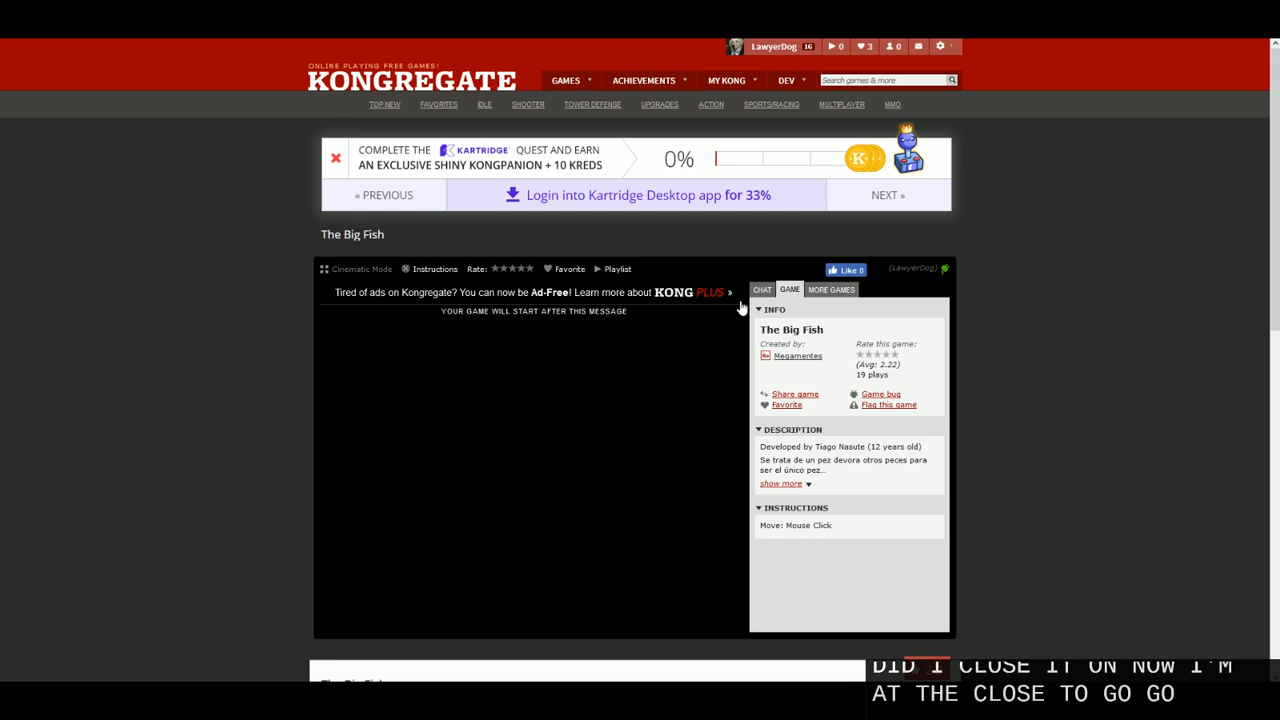 LawyerDog 16 0 3 0
ONLINE PLAYING FREE GAMES!
KONGREGATE
GAMES ACHIEVEMENTS MY KONG DEV Search games & more
TOP NEW FAVORITES IDLE SHOOTER TOWER DEFENSE UPGRADES ACTION SPORTS/RACING MULTIPLAYER MMO
COMPLETE THE KARTRIDGE QUEST AND EARN
AN EXCLUSIVE SHINY KONGPANION + 10 KREDS
0%
K
« PREVIOUS
Login into Kartridge Desktop app for 33%
NEXT »
The Big Fish
Cinematic Mode Instructions Rate: Favorite Playlist
Like 0
(LawyerDog)
Tired of ads on Kongregate? You can now be Ad-Free! Learn more about KONG PLUS »
YOUR GAME WILL START AFTER THIS MESSAGE
CHAT GAME MORE GAMES
INFO
The Big Fish
Created by:
Megamentes
Rate this game:
(Avg: 2.22)
19 plays
Share game
Game bug
Favorite
Flag this game
DESCRIPTION
Developed by Tiago Nasute (12 years old)
Se trata de un pez devora otros peces para
ser el único pez...
show more
INSTRUCTIONS
Move: Mouse Click
DID I CLOSE IT ON NOW I'M
AT THE CLOSE TO GO GO